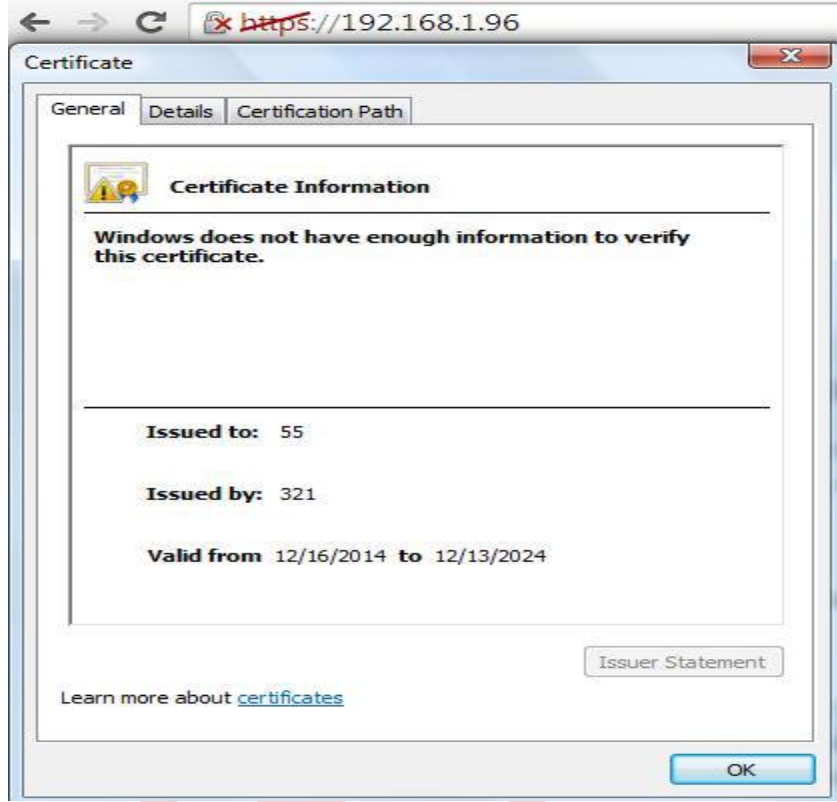 https://192.168.1.96
Certificate
General Details Certification Path
Certificate Information
Windows does not have enough information to verify
this certificate.
Issued to: 55
Issued by: 321
Valid from 12/16/2014 to 12/13/2024
Issuer Statement
Learn more about certificates
OK